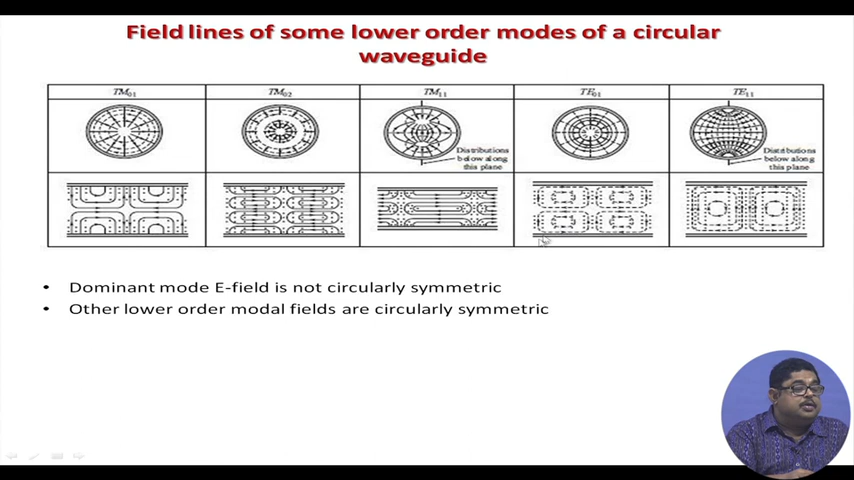 Field lines of some lower order modes of a circular
waveguide
TM01 TM02 TM11 TE01 TE11
Distributions
below along
this plane
Distributions
below along
this plane
• Dominant mode E-field is not circularly symmetric
• Other lower order modal fields are circularly symmetric